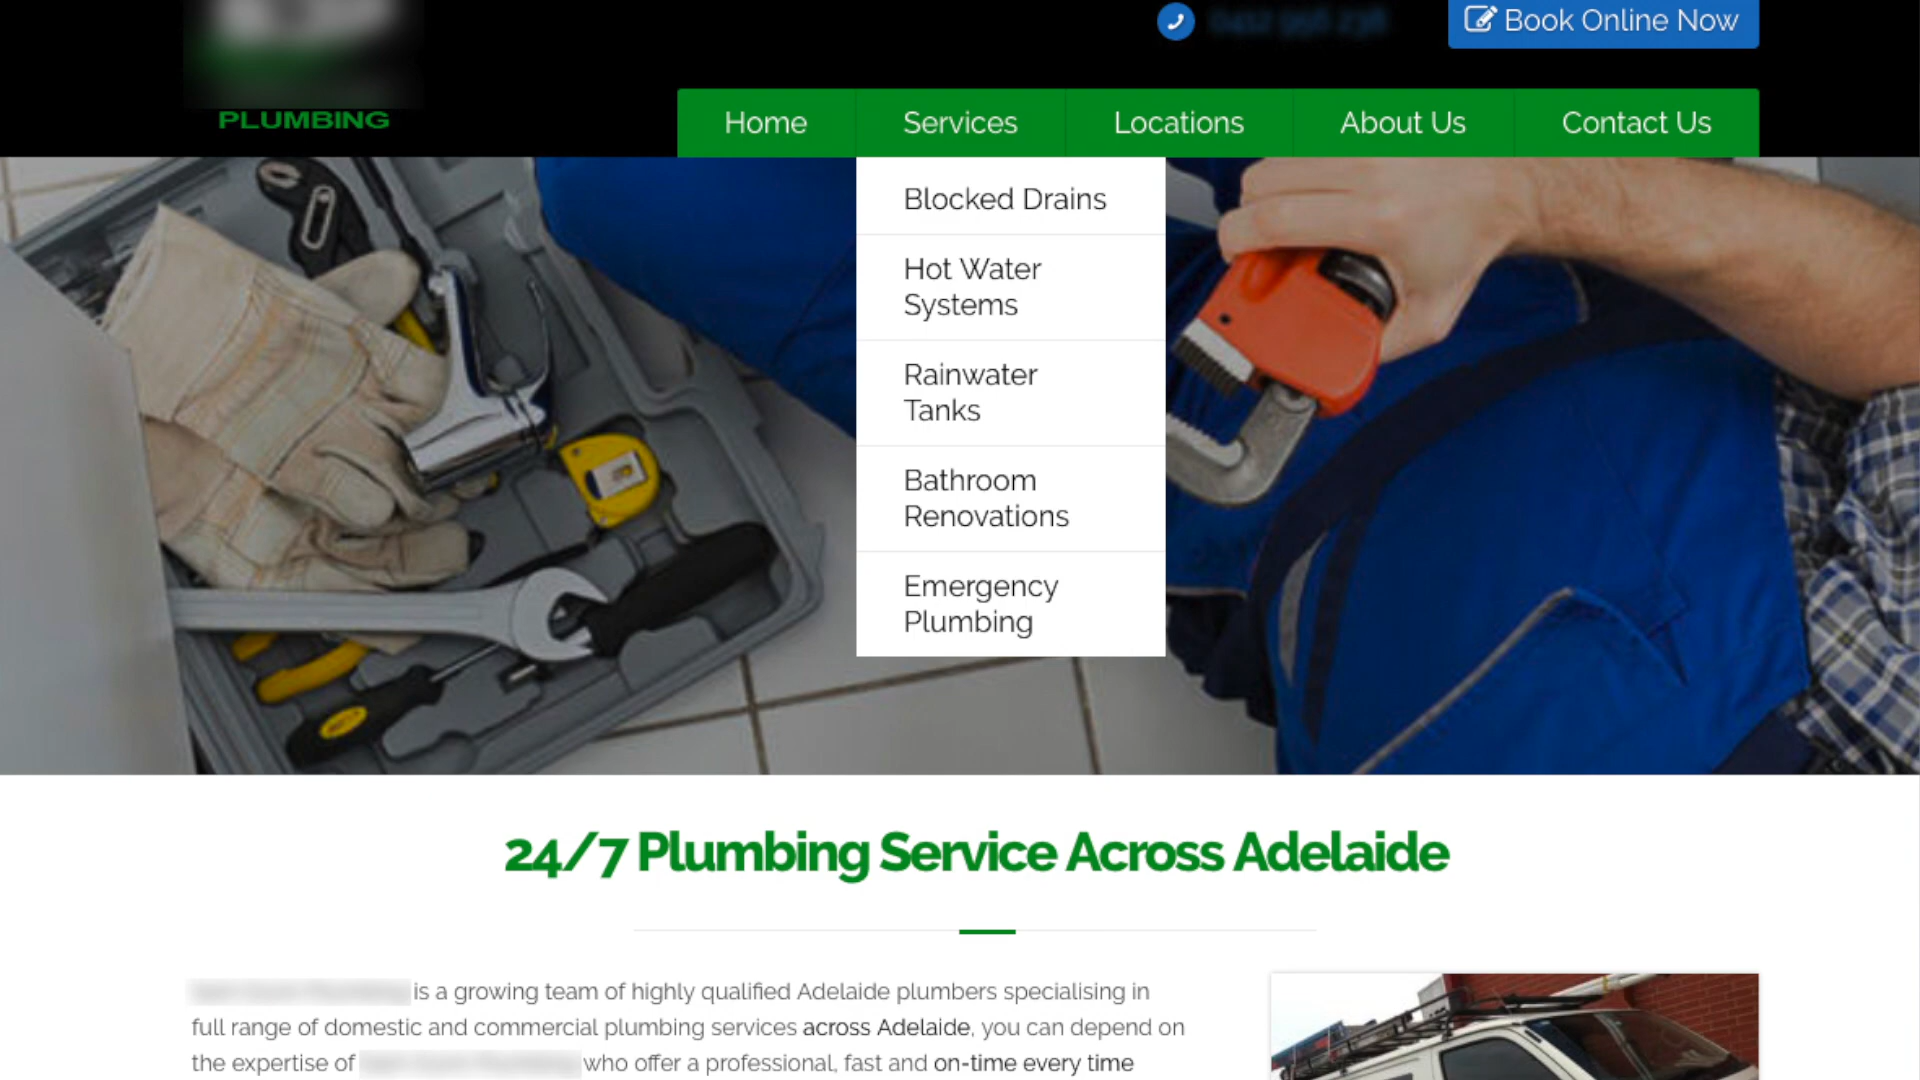 Book Online Now
PLUMBING
Home
Services
Locations
About Us
Contact Us
Blocked Drains
Hot Water
Systems
Rainwater
Tanks
Bathroom
Renovations
Emergency
Plumbing
24/7 Plumbing Service Across Adelaide
is a growing team of highly qualified Adelaide plumbers specialising in
full range of domestic and commercial plumbing services across Adelaide, you can depend on
the expertise of who offer a professional, fast and on-time every time